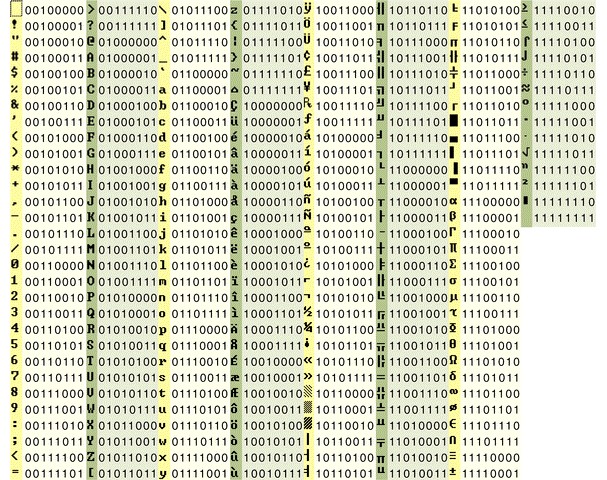 00100000 > 00111110 \ 01011100 z 01111010 ÿ 10011000 ╢ 10110110 ╘ 11010100 ≥ 11110010
! 00100001 ? 00111111 ] 01011101 { 01111011 Ö 10011001 ╖ 10110111 ╒ 11010101 ≤ 11110011
" 00100010 @ 01000000 ^ 01011110 | 01111100 Ü 10011010 ╕ 10111000 ╓ 11010110 ⌠ 11110100
# 00100011 A 01000001 _ 01011111 } 01111101 ¢ 10011011 ╣ 10111001 ╫ 11010111 ⌡ 11110101
$ 00100100 B 01000010 ` 01100000 ~ 01111110 £ 10011100 ║ 10111010 ╪ 11011000 ÷ 11110110
% 00100101 C 01000011 a 01100001 ⌂ 01111111 ¥ 10011101 ╗ 10111011 ┘ 11011001 ≈ 11110111
& 00100110 D 01000100 b 01100010 Ç 10000000 ₧ 10011110 ╝ 10111100 ┌ 11011010 ° 11111000
' 00100111 E 01000101 c 01100011 ü 10000001 ƒ 10011111 ╜ 10111101 █ 11011011 ∙ 11111001
( 00101000 F 01000110 d 01100100 é 10000010 á 10100000 ╛ 10111110 ▄ 11011100 · 11111010
) 00101001 G 01000111 e 01100101 â 10000011 í 10100001 ┐ 10111111 ▌ 11011101 √ 11111011
* 00101010 H 01001000 f 01100110 ä 10000100 ó 10100010 └ 11000000 ▐ 11011110 ⁿ 11111100
+ 00101011 I 01001001 g 01100111 à 10000101 ú 10100011 ┴ 11000001 ▀ 11011111 ² 11111101
, 00101100 J 01001010 h 01101000 å 10000110 ñ 10100100 ┬ 11000010 α 11100000 ■ 11111110
- 00101101 K 01001011 i 01101001 ç 10000111 Ñ 10100101 ├ 11000011 ß 11100001 11111111
. 00101110 L 01001100 j 01101010 ê 10001000 ª 10100110 ─ 11000100 Γ 11100010
/ 00101111 M 01001101 k 01101011 ë 10001001 º 10100111 ┼ 11000101 π 11100011
0 00110000 N 01001110 l 01101100 è 10001010 ¿ 10101000 ╞ 11000110 Σ 11100100
1 00110001 O 01001111 m 01101101 ï 10001011 ⌐ 10101001 ╟ 11000111 σ 11100101
2 00110010 P 01010000 n 01101110 î 10001100 ¬ 10101010 ╚ 11001000 µ 11100110
3 00110011 Q 01010001 o 01101111 ì 10001101 ½ 10101011 ╔ 11001001 τ 11100111
4 00110100 R 01010010 p 01110000 Ä 10001110 ¼ 10101100 ╩ 11001010 Φ 11101000
5 00110101 S 01010011 q 01110001 Å 10001111 ¡ 10101101 ╦ 11001011 Θ 11101001
6 00110110 T 01010100 r 01110010 É 10010000 « 10101110 ╠ 11001100 Ω 11101010
7 00110111 U 01010101 s 01110011 æ 10010001 » 10101111 ═ 11001101 δ 11101011
8 00111000 V 01010110 t 01110100 Æ 10010010 ░ 10110000 ╬ 11001110 ∞ 11101100
9 00111001 W 01010111 u 01110101 ô 10010011 ▒ 10110001 ╧ 11001111 φ 11101101
: 00111010 X 01011000 v 01110110 ö 10010100 ▓ 10110010 ╨ 11010000 ε 11101110
; 00111011 Y 01011001 w 01110111 ò 10010101 │ 10110011 ╤ 11010001 ∩ 11101111
< 00111100 Z 01011010 x 01111000 û 10010110 ┤ 10110100 ╥ 11010010 ≡ 11110000
= 00111101 [ 01011011 y 01111001 ù 10010111 ╡ 10110101 ╙ 11010011 ± 11110001